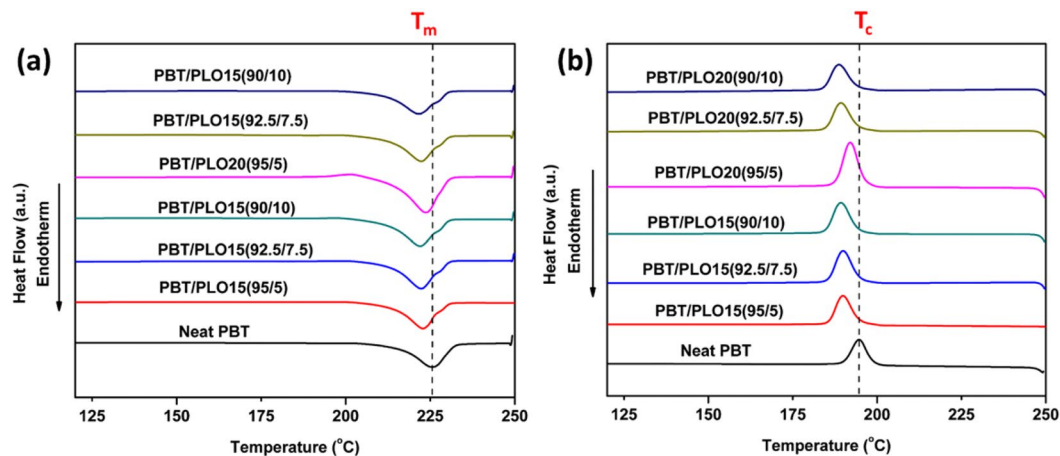 (a)
Tm
PBT/PLO15(90/10)
PBT/PLO15(92.5/7.5)
PBT/PLO20(95/5)
PBT/PLO15(90/10)
PBT/PLO15(92.5/7.5)
PBT/PLO15(95/5)
Neat PBT
Heat Flow (a.u.)
Endotherm
125 150 175 200 225 250
Temperature (°C)
(b)
Tc
PBT/PLO20(90/10)
PBT/PLO20(92.5/7.5)
PBT/PLO20(95/5)
PBT/PLO15(90/10)
PBT/PLO15(92.5/7.5)
PBT/PLO15(95/5)
Neat PBT
Heat Flow (a.u.)
Endotherm
125 150 175 200 225 250
Temperature (°C)